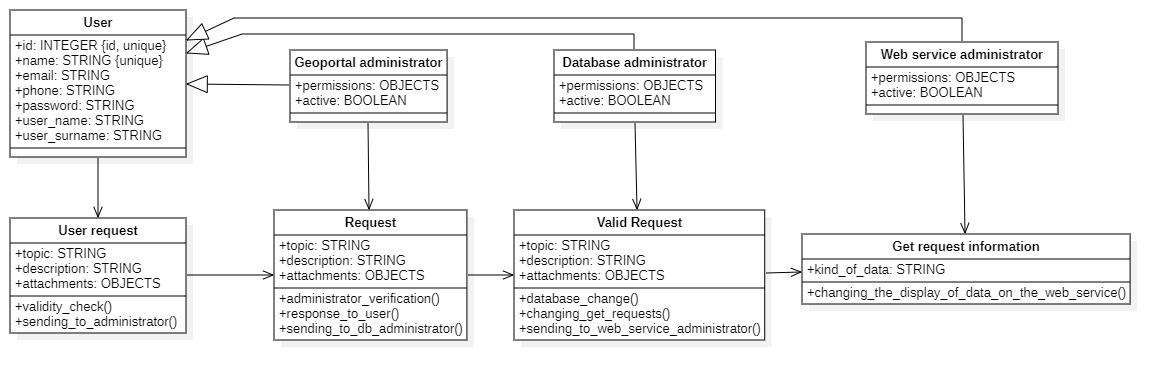 User
+id: INTEGER {id, unique}
+name: STRING {unique}
+email: STRING
+phone: STRING
+password: STRING
+user_name: STRING
+user_surname: STRING
Geoportal administrator
+permissions: OBJECTS
+active: BOOLEAN
Database administrator
+permissions: OBJECTS
+active: BOOLEAN
Web service administrator
+permissions: OBJECTS
+active: BOOLEAN
User request
+topic: STRING
+description: STRING
+attachments: OBJECTS
+validity_check()
+sending_to_administrator()
Request
+topic: STRING
+description: STRING
+attachments: OBJECTS
+administrator_verification()
+response_to_user()
+sending_to_db_administrator()
Valid Request
+topic: STRING
+description: STRING
+attachments: OBJECTS
+database_change()
+changing_get_requests()
+sending_to_web_service_administrator()
Get request information
+kind_of_data: STRING
+changing_the_display_of_data_on_the_web_service()